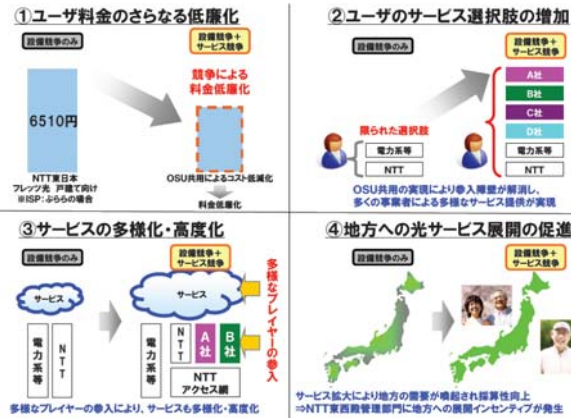 ①ユーザ料金のさらなる低廉化
設備競争のみ
設備競争+
サービス競争
6510円
競争による
料金低廉化
NTT東日本
フレッツ光 戸建て向け
※ISP:ぷららの場合
OSU共用によるコスト低減化
料金低廉化
②ユーザのサービス選択肢の増加
設備競争のみ
設備競争+
サービス競争
A社
B社
C社
D社
限られた選択肢
電力系等
NTT
電力系等
NTT
OSU共用の実現により参入障壁が解消し、
多くの事業者による多様なサービス提供が実現
③サービスの多様化・高度化
設備競争のみ
設備競争+
サービス競争
サービス
サービス
電力系等
NTT
電力系等
NTT
A社
B社
NTT
アクセス網
多様なプレイヤーの参入
多様なプレイヤーの参入により、サービスも多様化・高度化
④地方への光サービス展開の促進
設備競争のみ
設備競争+
サービス競争
サービス拡大により地方の需要が喚起され採算性向上
⇒NTT東西殿管理部門に地方への展開インセンティブが発生